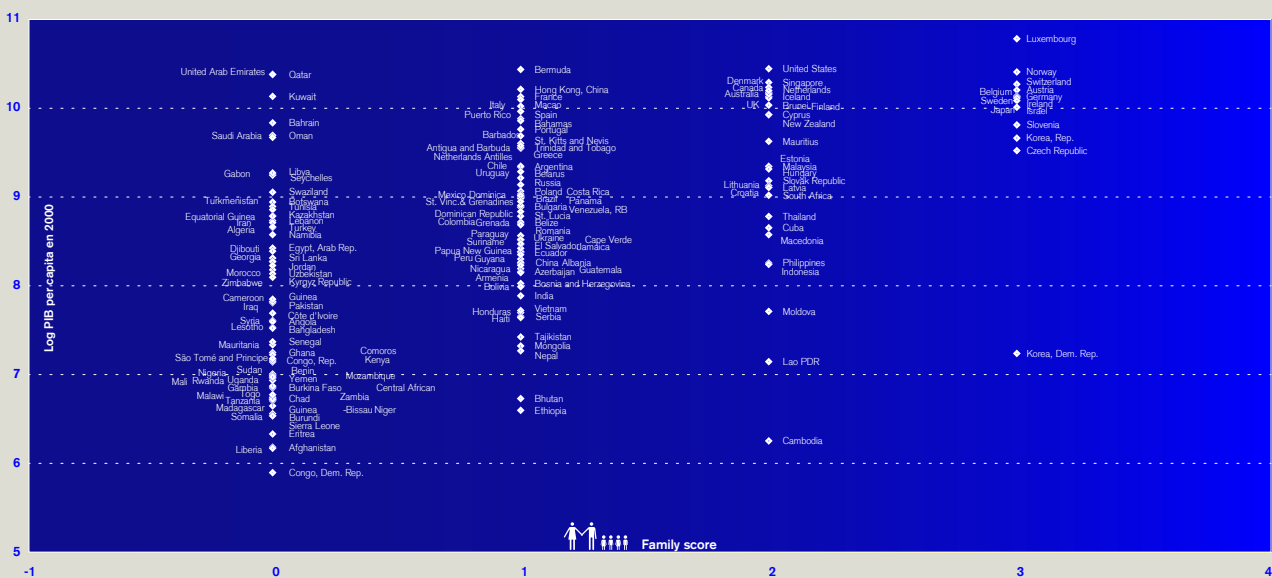 11
Luxembourg
United Arab Emirates
Qatar
Bermuda
United States
Norway
Denmark
Singapore
Switzerland
Canada
Netherlands
Australia
Iceland
Hong Kong, China
France
Belgium
Austria
Kuwait
Sweden
Germany
10
Italy
Macao
UK
Brunei Finland
Ireland
Japan
Israel
Puerto Rico
Spain
Cyprus
Bahrain
Bahamas
New Zealand
Slovenia
Saudi Arabia
Oman
Portugal
Barbados
St. Kitts and Nevis
Mauritius
Korea, Rep.
Antigua and Barbuda
Trinidad and Tobago
Netherlands Antilles
Greece
Czech Republic
Estonia
Chile
Argentina
Malaysia
Gabon
Libya
Uruguay
Belarus
Hungary
Seychelles
Russia
Slovak Republic
Lithuania
Latvia
Swaziland
Mexico Dominica
Poland Costa Rica
Croatia
South Africa
9
Turkmenistan
Botswana
St. Vinc.& Grenadines
Brazil
Panama
Tunisia
Bulgaria
Venezuela, RB
Equatorial Guinea
Kazakhstan
Dominican Republic
St. Lucia
Thailand
Iran
Lebanon
Colombia
Grenada
Belize
Algeria
Turkey
Romania
Cuba
Namibia
Paraguay
Ukraine
Cape Verde
Macedonia
Suriname
El Salvador
Jamaica
Djibouti
Egypt, Arab Rep.
Papua New Guinea
Ecuador
Georgia
Sri Lanka
Peru
Guyana
China Albania
Philippines
Jordan
Nicaragua
Azerbaijan
Guatemala
Indonesia
Morocco
Uzbekistan
Armenia
Zimbabwe
Kyrgyz Republic
Bolivia
Bosnia and Herzegovina
8
Cameroon
Guinea
India
Iraq
Pakistan
Honduras
Vietnam
Moldova
Côte d'Ivoire
Haiti
Serbia
Syria
Angola
Lesotho
Bangladesh
Tajikistan
Mauritania
Senegal
Mongolia
Ghana
Comoros
Nepal
Korea, Dem. Rep.
São Tomé and Principe
Congo, Rep.
Kenya
Lao PDR
7
Nigeria
Sudan
Benin
Mali
Rwanda
Uganda
Yemen
Mozambique
Gambia
Burkina Faso
Central African
Malawi
Togo
Tanzania
Chad
Zambia
Bhutan
Madagascar
Guinea
-Bissau Niger
Ethiopia
Somalia
Burundi
Sierra Leone
Eritrea
Cambodia
Liberia
Afghanistan
6
Congo, Dem. Rep.
Log PIB per capita en 2000
Family score
5
-1
0
1
2
3
4